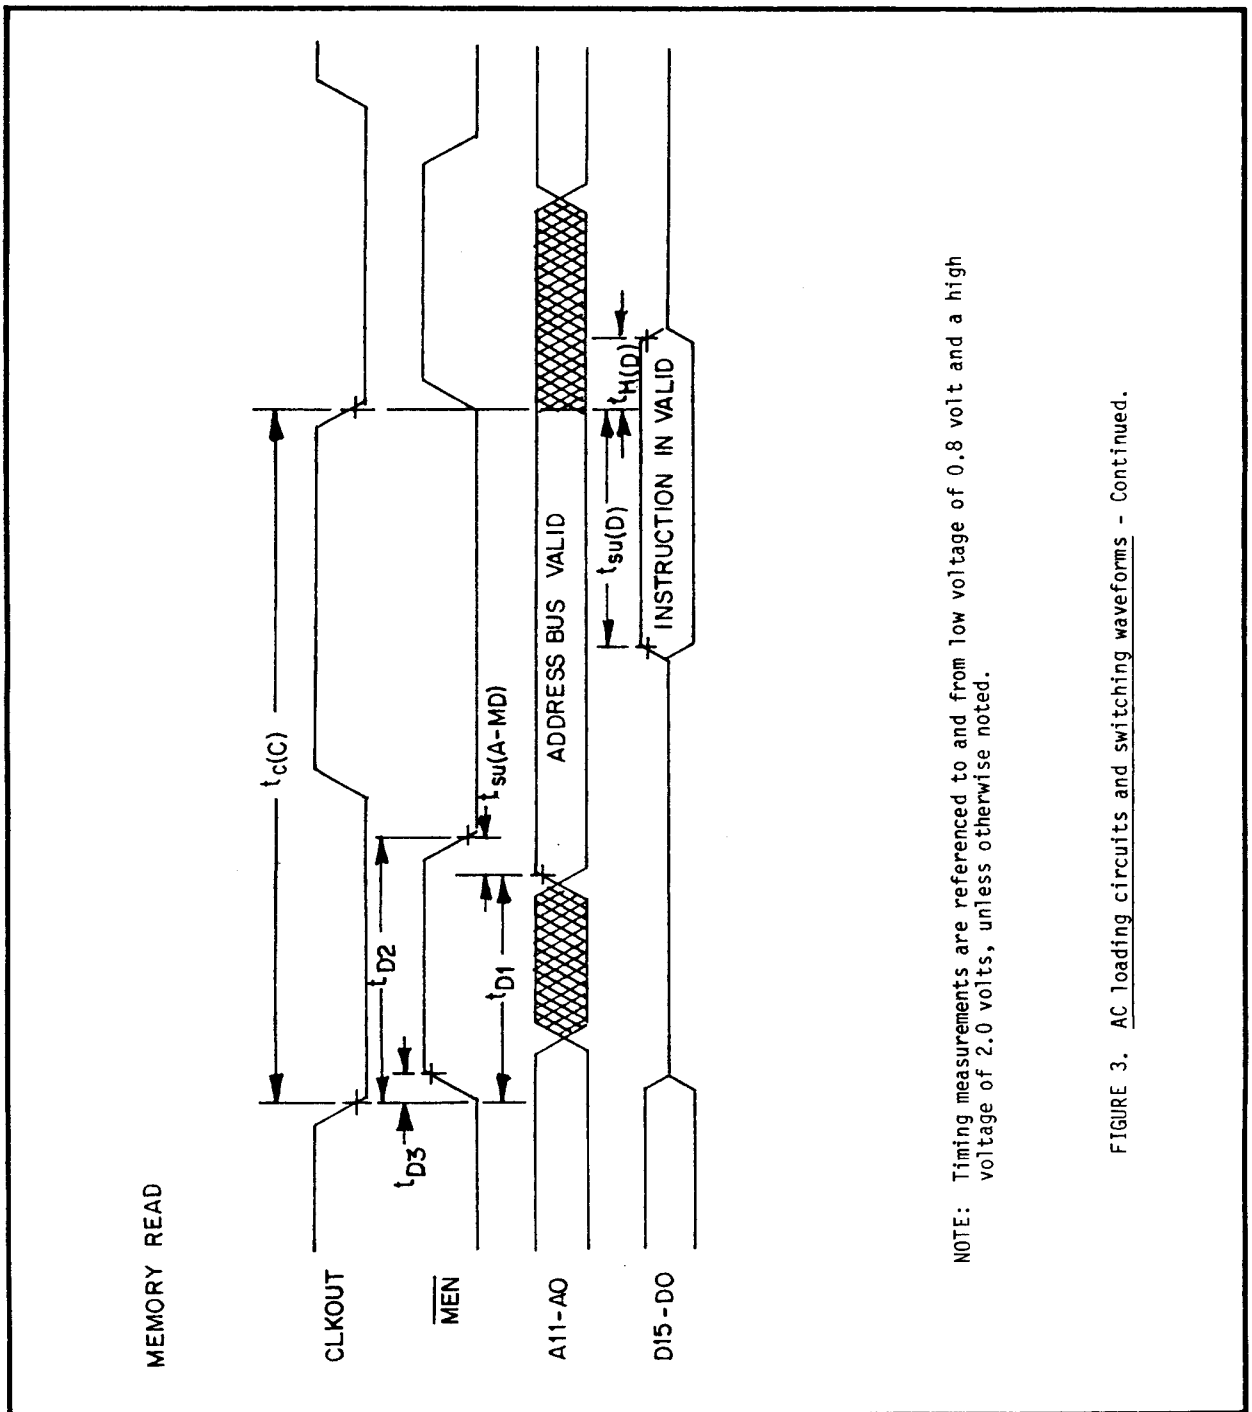 MEMORY READ
CLKOUT
MEN
A11-A0
D15-D0
tc(C)
tD2
tD3
tsu(A-MD)
tD1
ADDRESS BUS VALID
tsu(D)
tH(D)
INSTRUCTION IN VALID
NOTE: Timing measurements are referenced to and from low voltage of 0.8 volt and a high
voltage of 2.0 volts, unless otherwise noted.
FIGURE 3. AC loading circuits and switching waveforms - Continued.